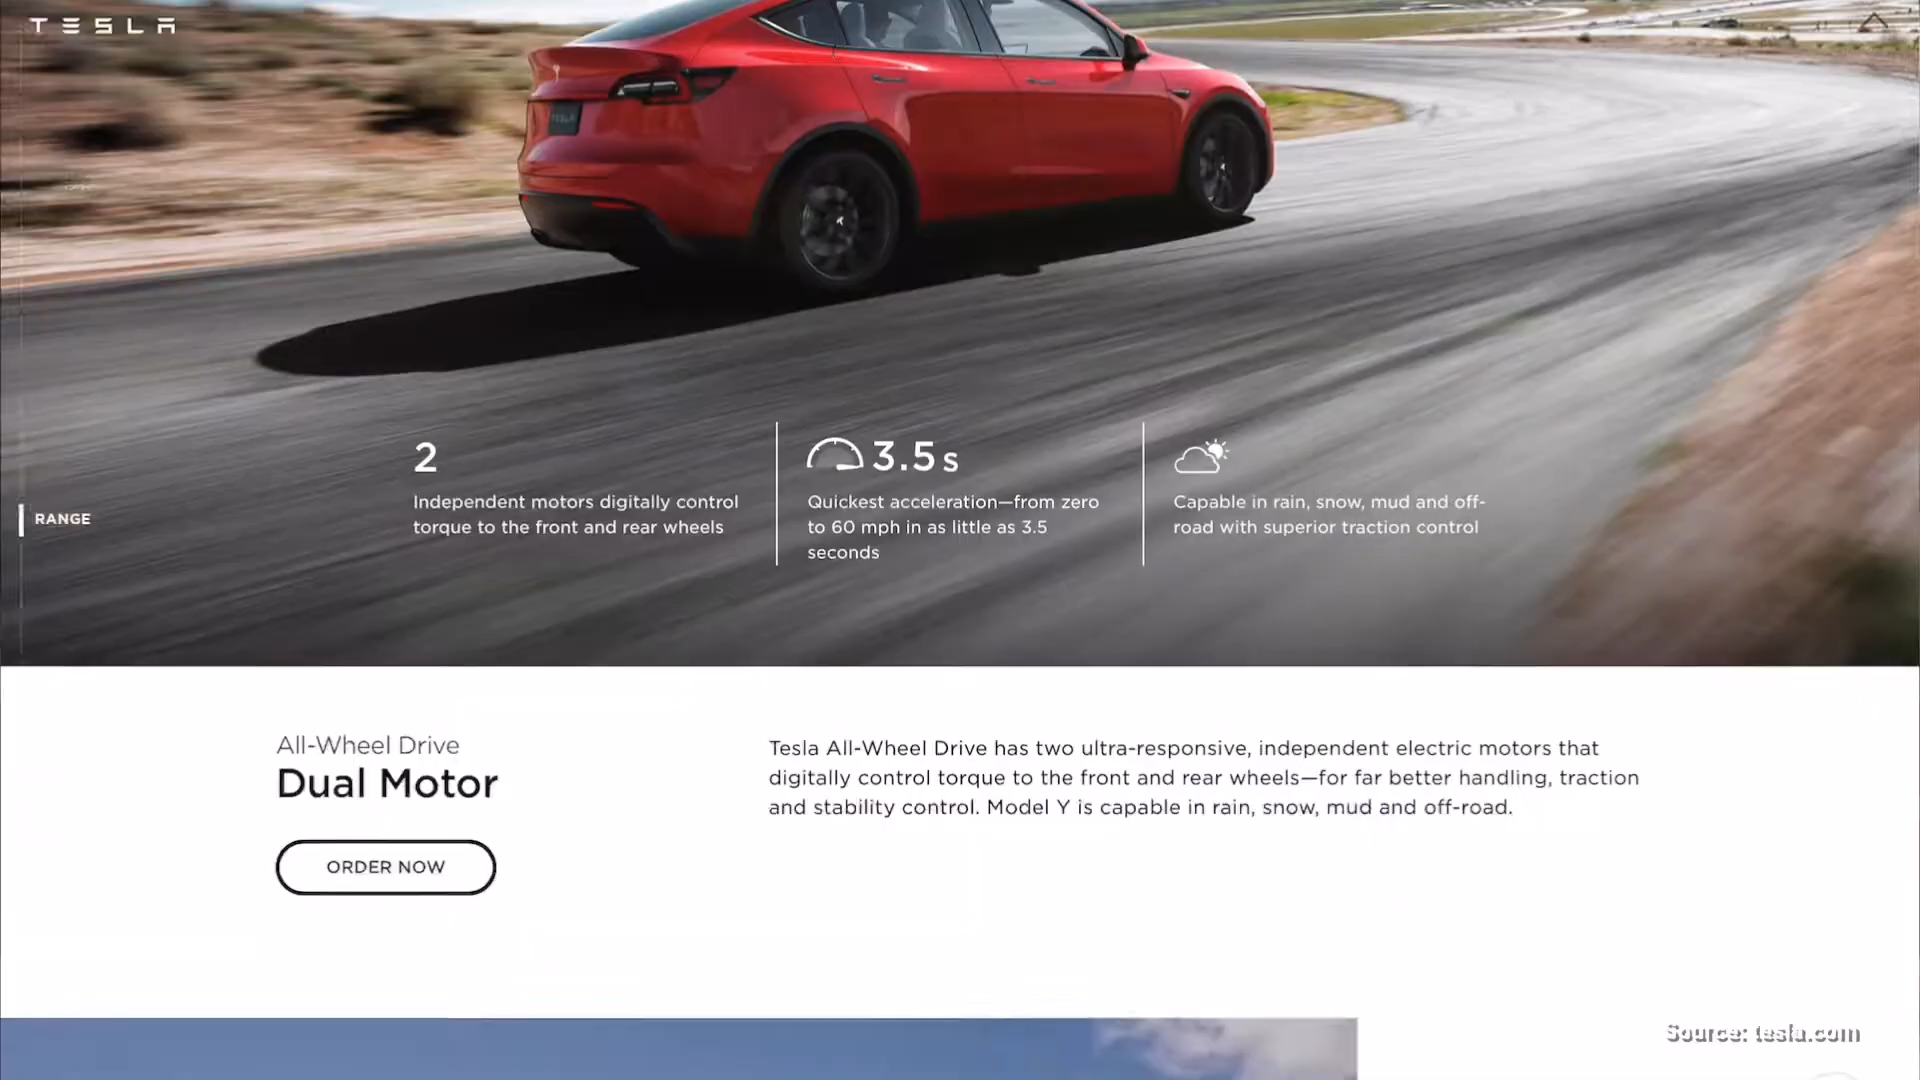 TESLA
2
Independent motors digitally control
torque to the front and rear wheels
3.5 s
Quickest acceleration—from zero
to 60 mph in as little as 3.5
seconds
Capable in rain, snow, mud and off-
road with superior traction control
RANGE
All-Wheel Drive
Dual Motor
ORDER NOW
Tesla All-Wheel Drive has two ultra-responsive, independent electric motors that
digitally control torque to the front and rear wheels—for far better handling, traction
and stability control. Model Y is capable in rain, snow, mud and off-road.
Source: tesla.com